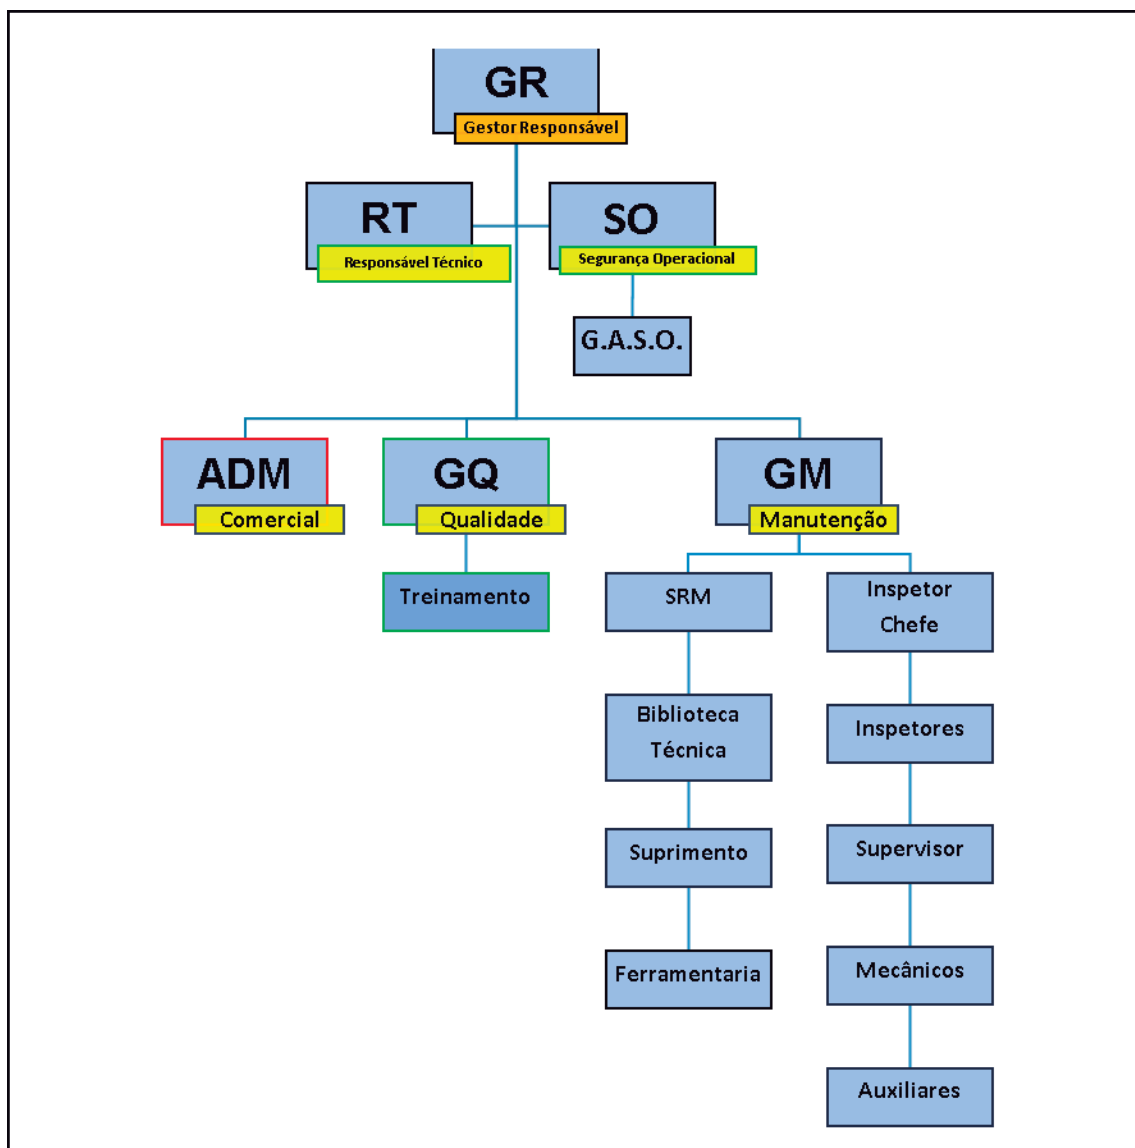 GR
Gestor Responsável
RT
Responsável Técnico
SO
Segurança Operacional
G.A.S.O.
ADM
Comercial
GQ
Qualidade
GM
Manutenção
Treinamento
SRM
Inspetor
Chefe
Biblioteca
Técnica
Inspetores
Suprimento
Supervisor
Ferramentaria
Mecânicos
Auxiliares